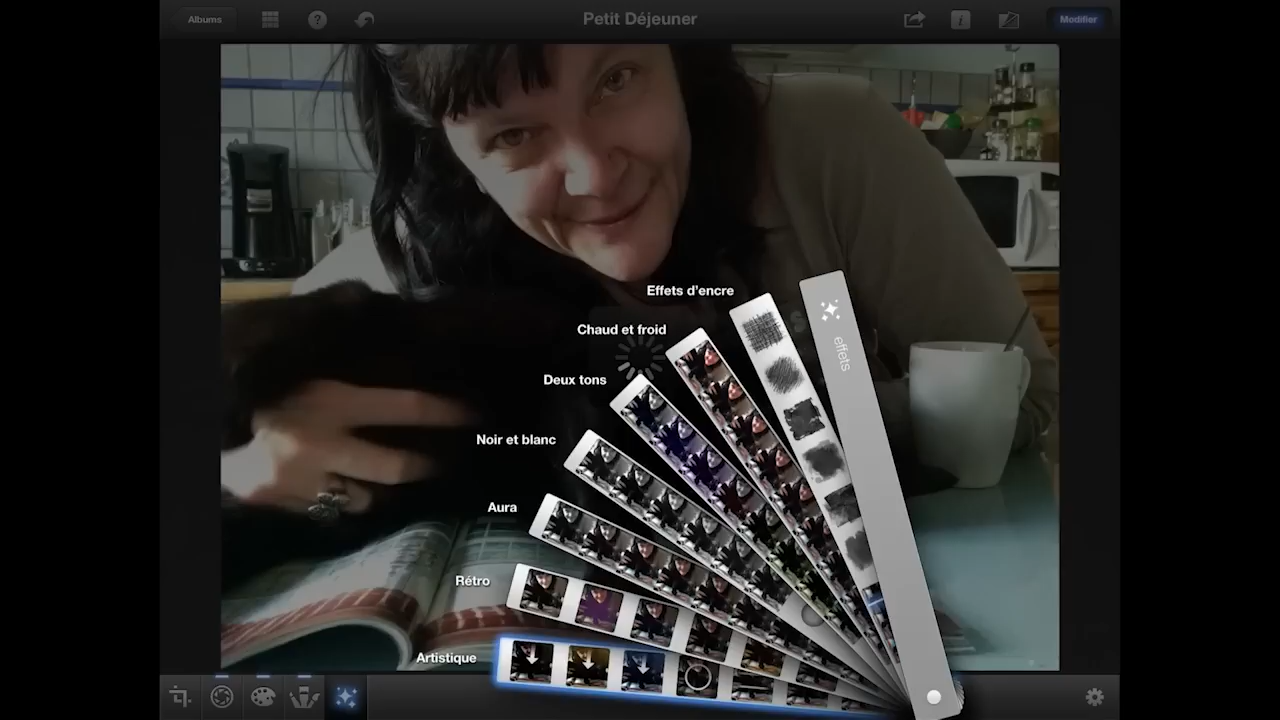 Albums
?
Petit Déjeuner
i
Modifier
Effets d'encre
effets
Chaud et froid
Deux tons
Noir et blanc
Aura
Rétro
Artistique